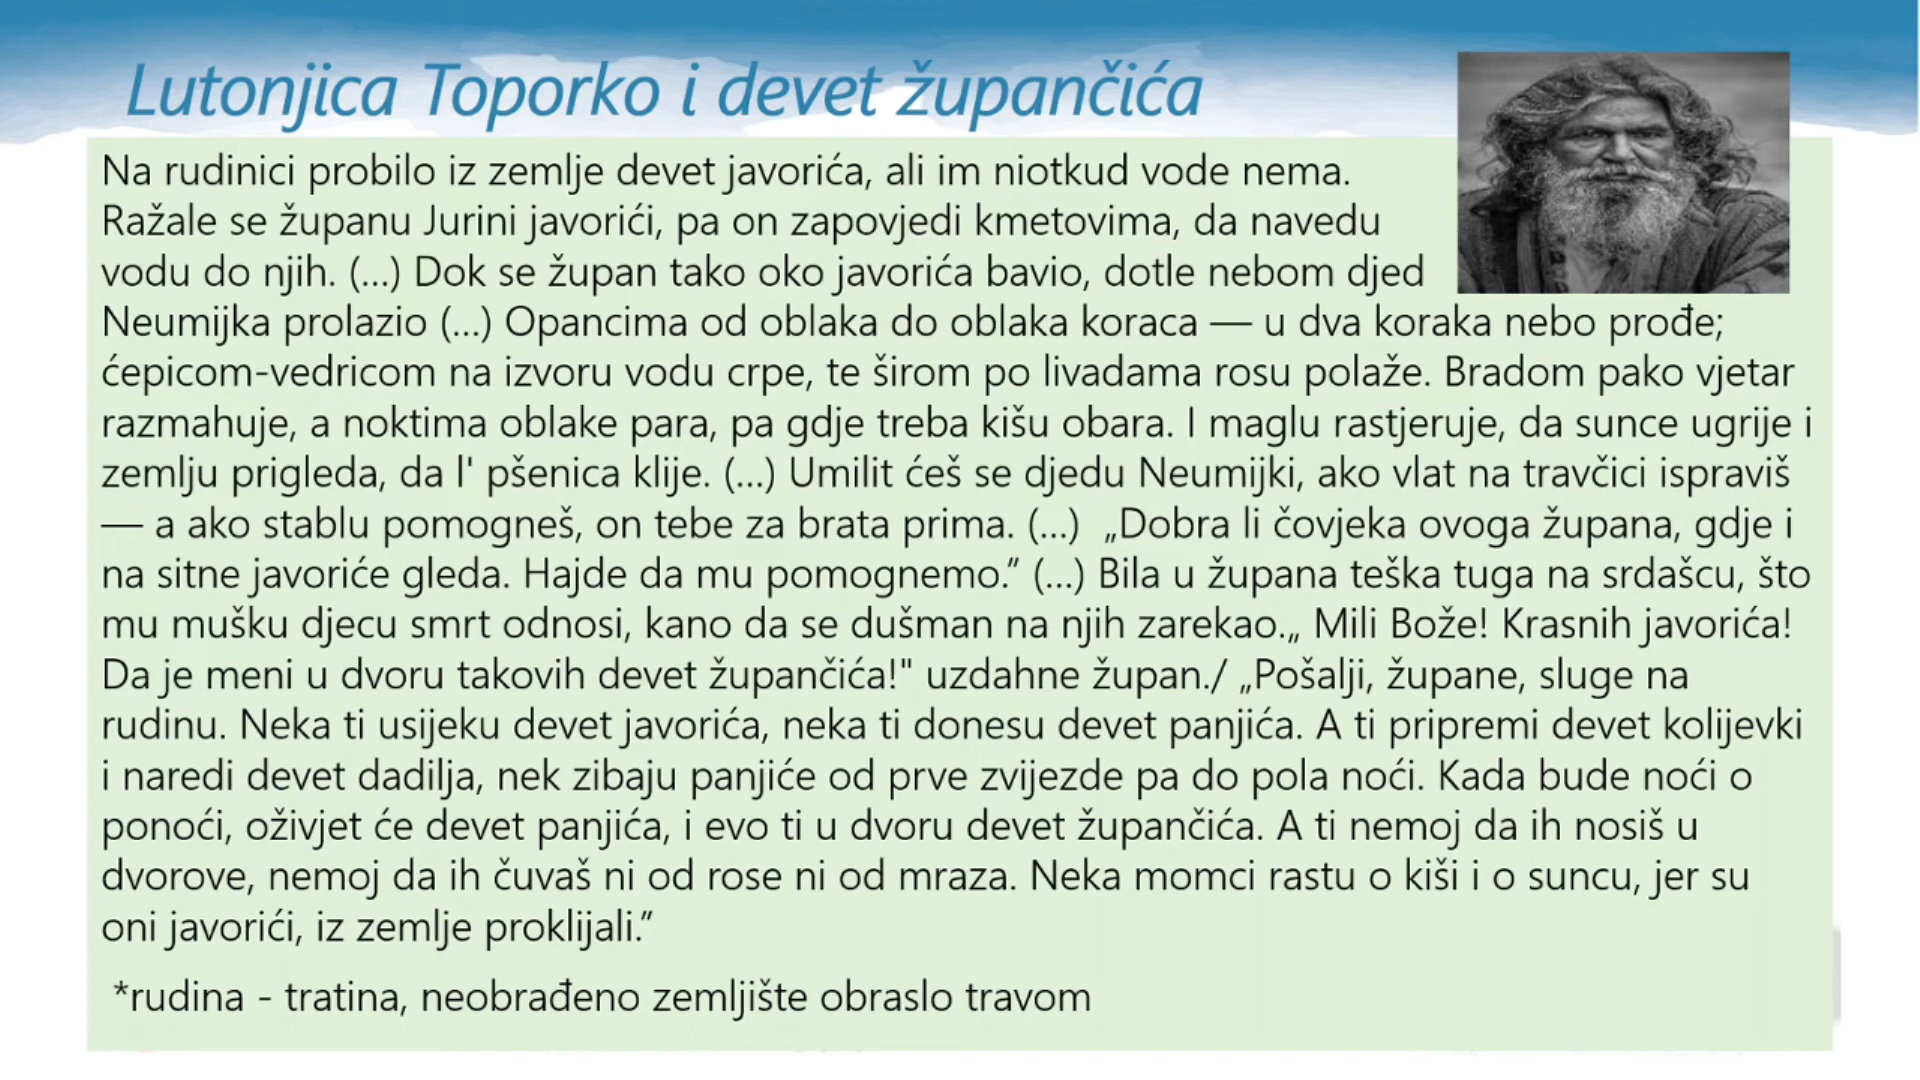 Lutonjica Toporko i devet župančića
Na rudinici probilo iz zemlje devet javorića, ali im niotkud vode nema.
Ražale se županu Jurini javorići, pa on zapovjedi kmetovima, da navedu
vodu do njih. (...) Dok se župan tako oko javorića bavio, dotle nebom djed
Neumijka prolazio (...) Opancima od oblaka do oblaka koraca — u dva koraka nebo prođe;
ćepicom-vedricom na izvoru vodu crpe, te širom po livadama rosu polaže. Bradom pako vjetar
razmahuje, a noktima oblake para, pa gdje treba kišu obara. I maglu rastjeruje, da sunce ugrije i
zemlju prigleda, da l' pšenica klije. (...) Umilit ćeš se djedu Neumijki, ako vlat na travčici ispraviš
— a ako stablu pomogneš, on tebe za brata prima. (...)  „Dobra li čovjeka ovoga župana, gdje i
na sitne javoriće gleda. Hajde da mu pomognemo.” (...) Bila u župana teška tuga na srdašcu, što
mu mušku djecu smrt odnosi, kano da se dušman na njih zarekao.„ Mili Bože! Krasnih javorića!
Da je meni u dvoru takovih devet župančića!" uzdahne župan./ „Pošalji, župane, sluge na
rudinu. Neka ti usijeku devet javorića, neka ti donesu devet panjića. A ti pripremi devet kolijevki
i naredi devet dadilja, nek zibaju panjiće od prve zvijezde pa do pola noći. Kada bude noći o
ponoći, oživjet će devet panjića, i evo ti u dvoru devet župančića. A ti nemoj da ih nosiš u
dvorove, nemoj da ih čuvaš ni od rose ni od mraza. Neka momci rastu o kiši i o suncu, jer su
oni javorići, iz zemlje proklijali.”
*rudina - tratina, neobrađeno zemljište obraslo travom